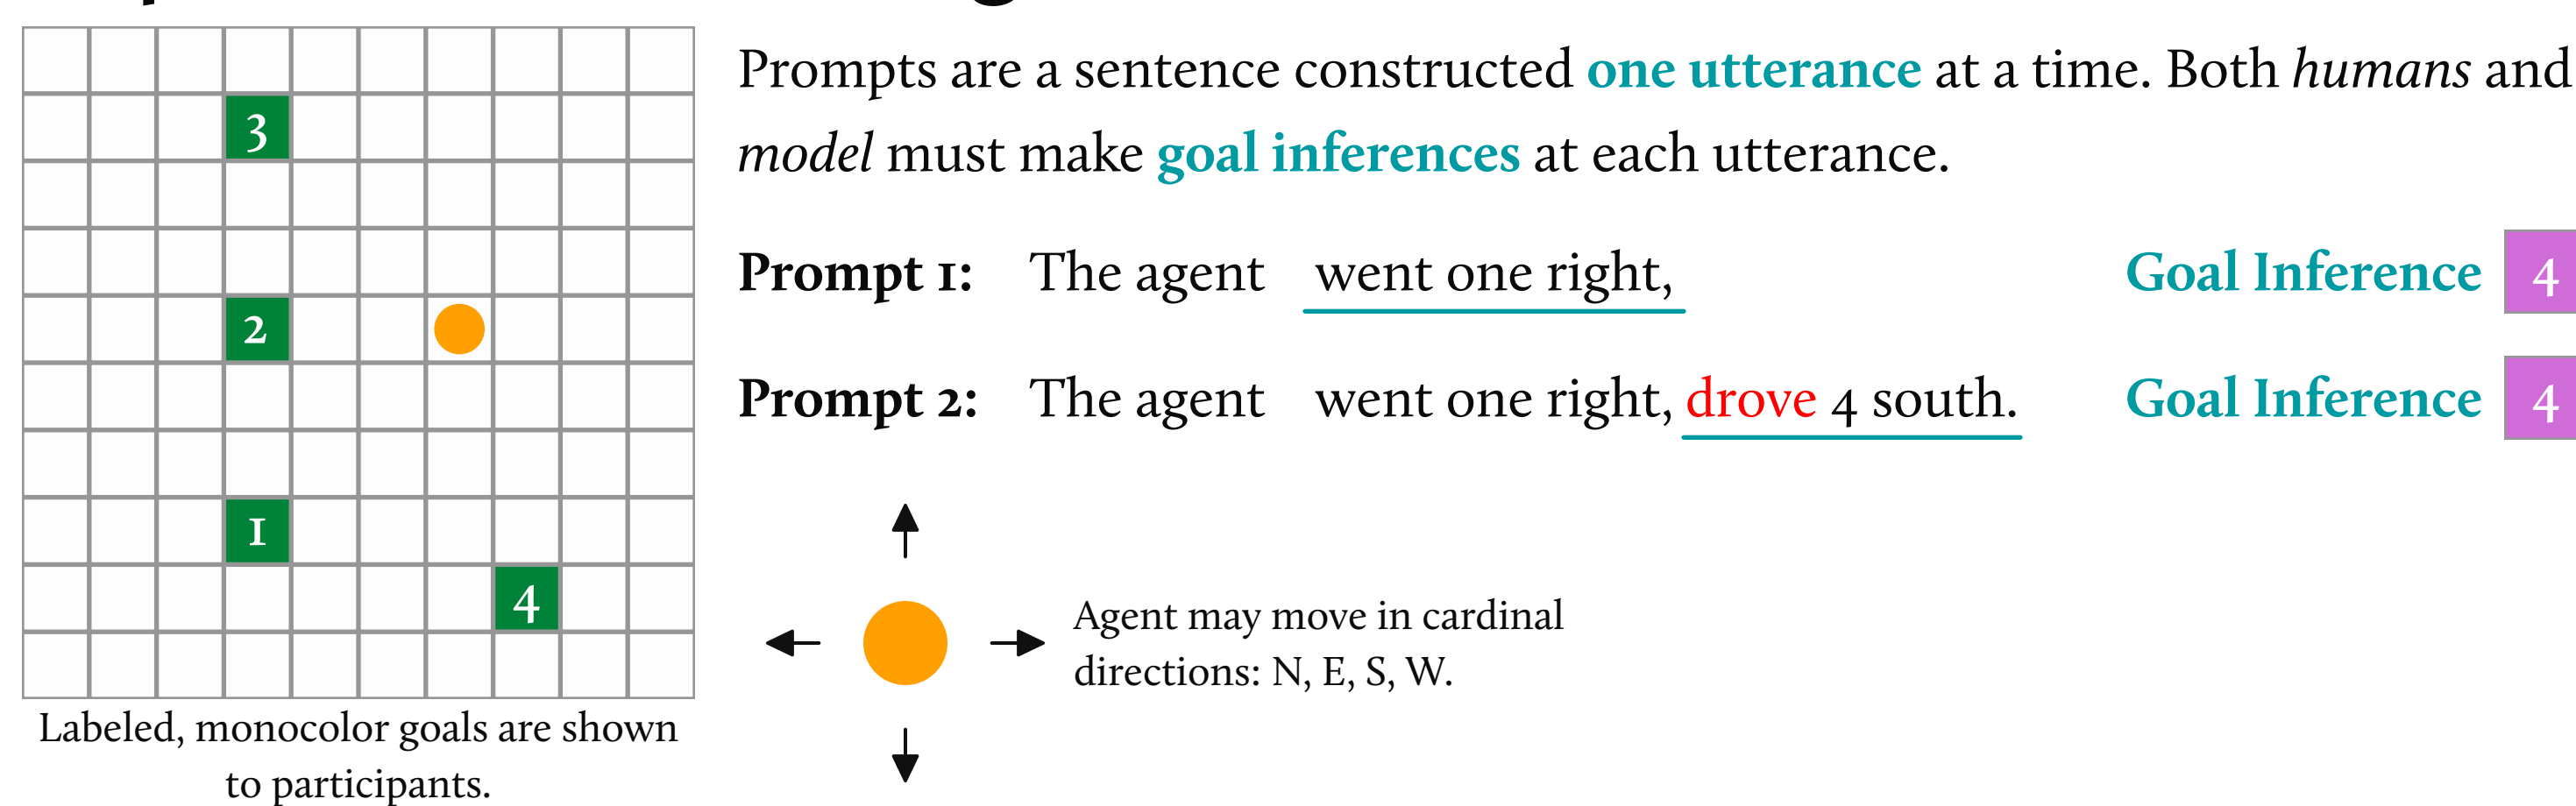 Prompts are a sentence constructed one utterance at a time. Both humans and
model must make goal inferences at each utterance.
3
2
1
4
Prompt 1: The agent went one right, Goal Inference 4
Prompt 2: The agent went one right, drove 4 south. Goal Inference 4
Agent may move in cardinal
directions: N, E, S, W.
Labeled, monocolor goals are shown
to participants.